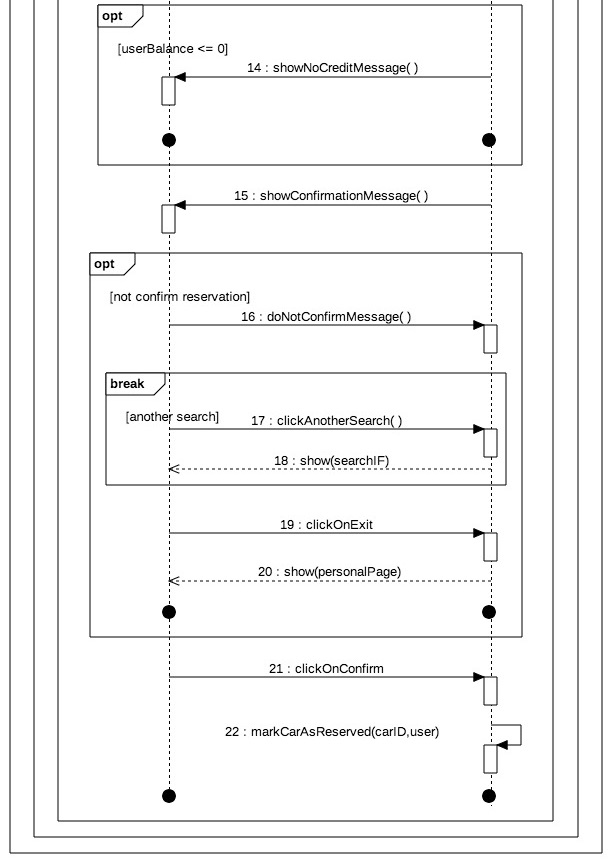 opt
[userBalance <= 0]
14 : showNoCreditMessage( )
15 : showConfirmationMessage( )
opt
[not confirm reservation]
16 : doNotConfirmMessage( )
break
[another search]
17 : clickAnotherSearch( )
18 : show(searchIF)
19 : clickOnExit
20 : show(personalPage)
21 : clickOnConfirm
22 : markCarAsReserved(carID,user)